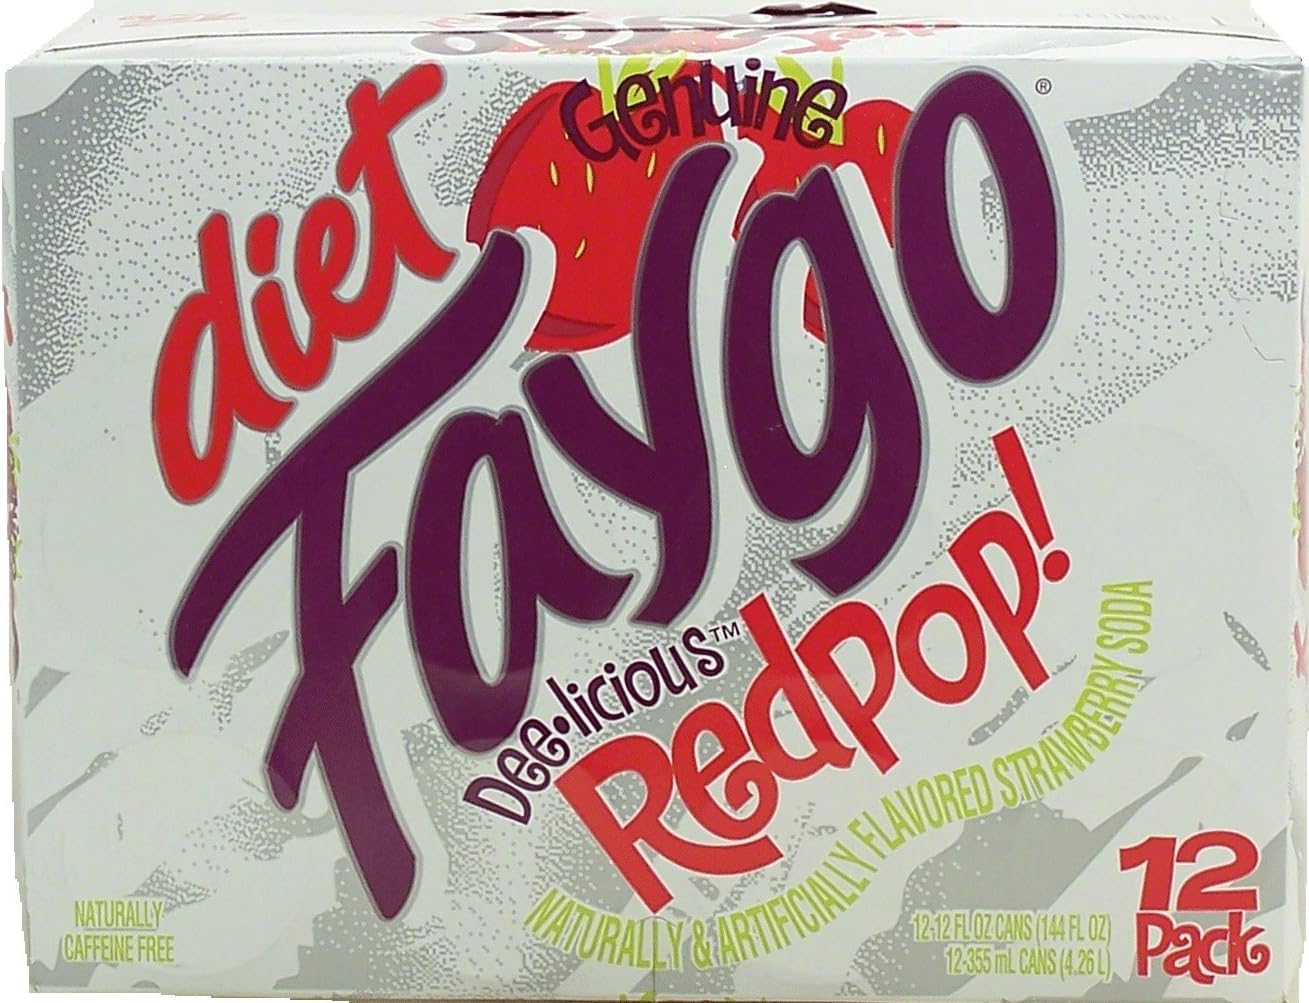 Genuine
diet
Faygo®
Dee•licious™
Redpop!
NATURALLY & ARTIFICIALLY FLAVORED STRAWBERRY SODA
NATURALLY
CAFFEINE FREE
12-12 FL OZ CANS (144 FL OZ)
12-355 mL CANS (4.26 L)
12
Pack